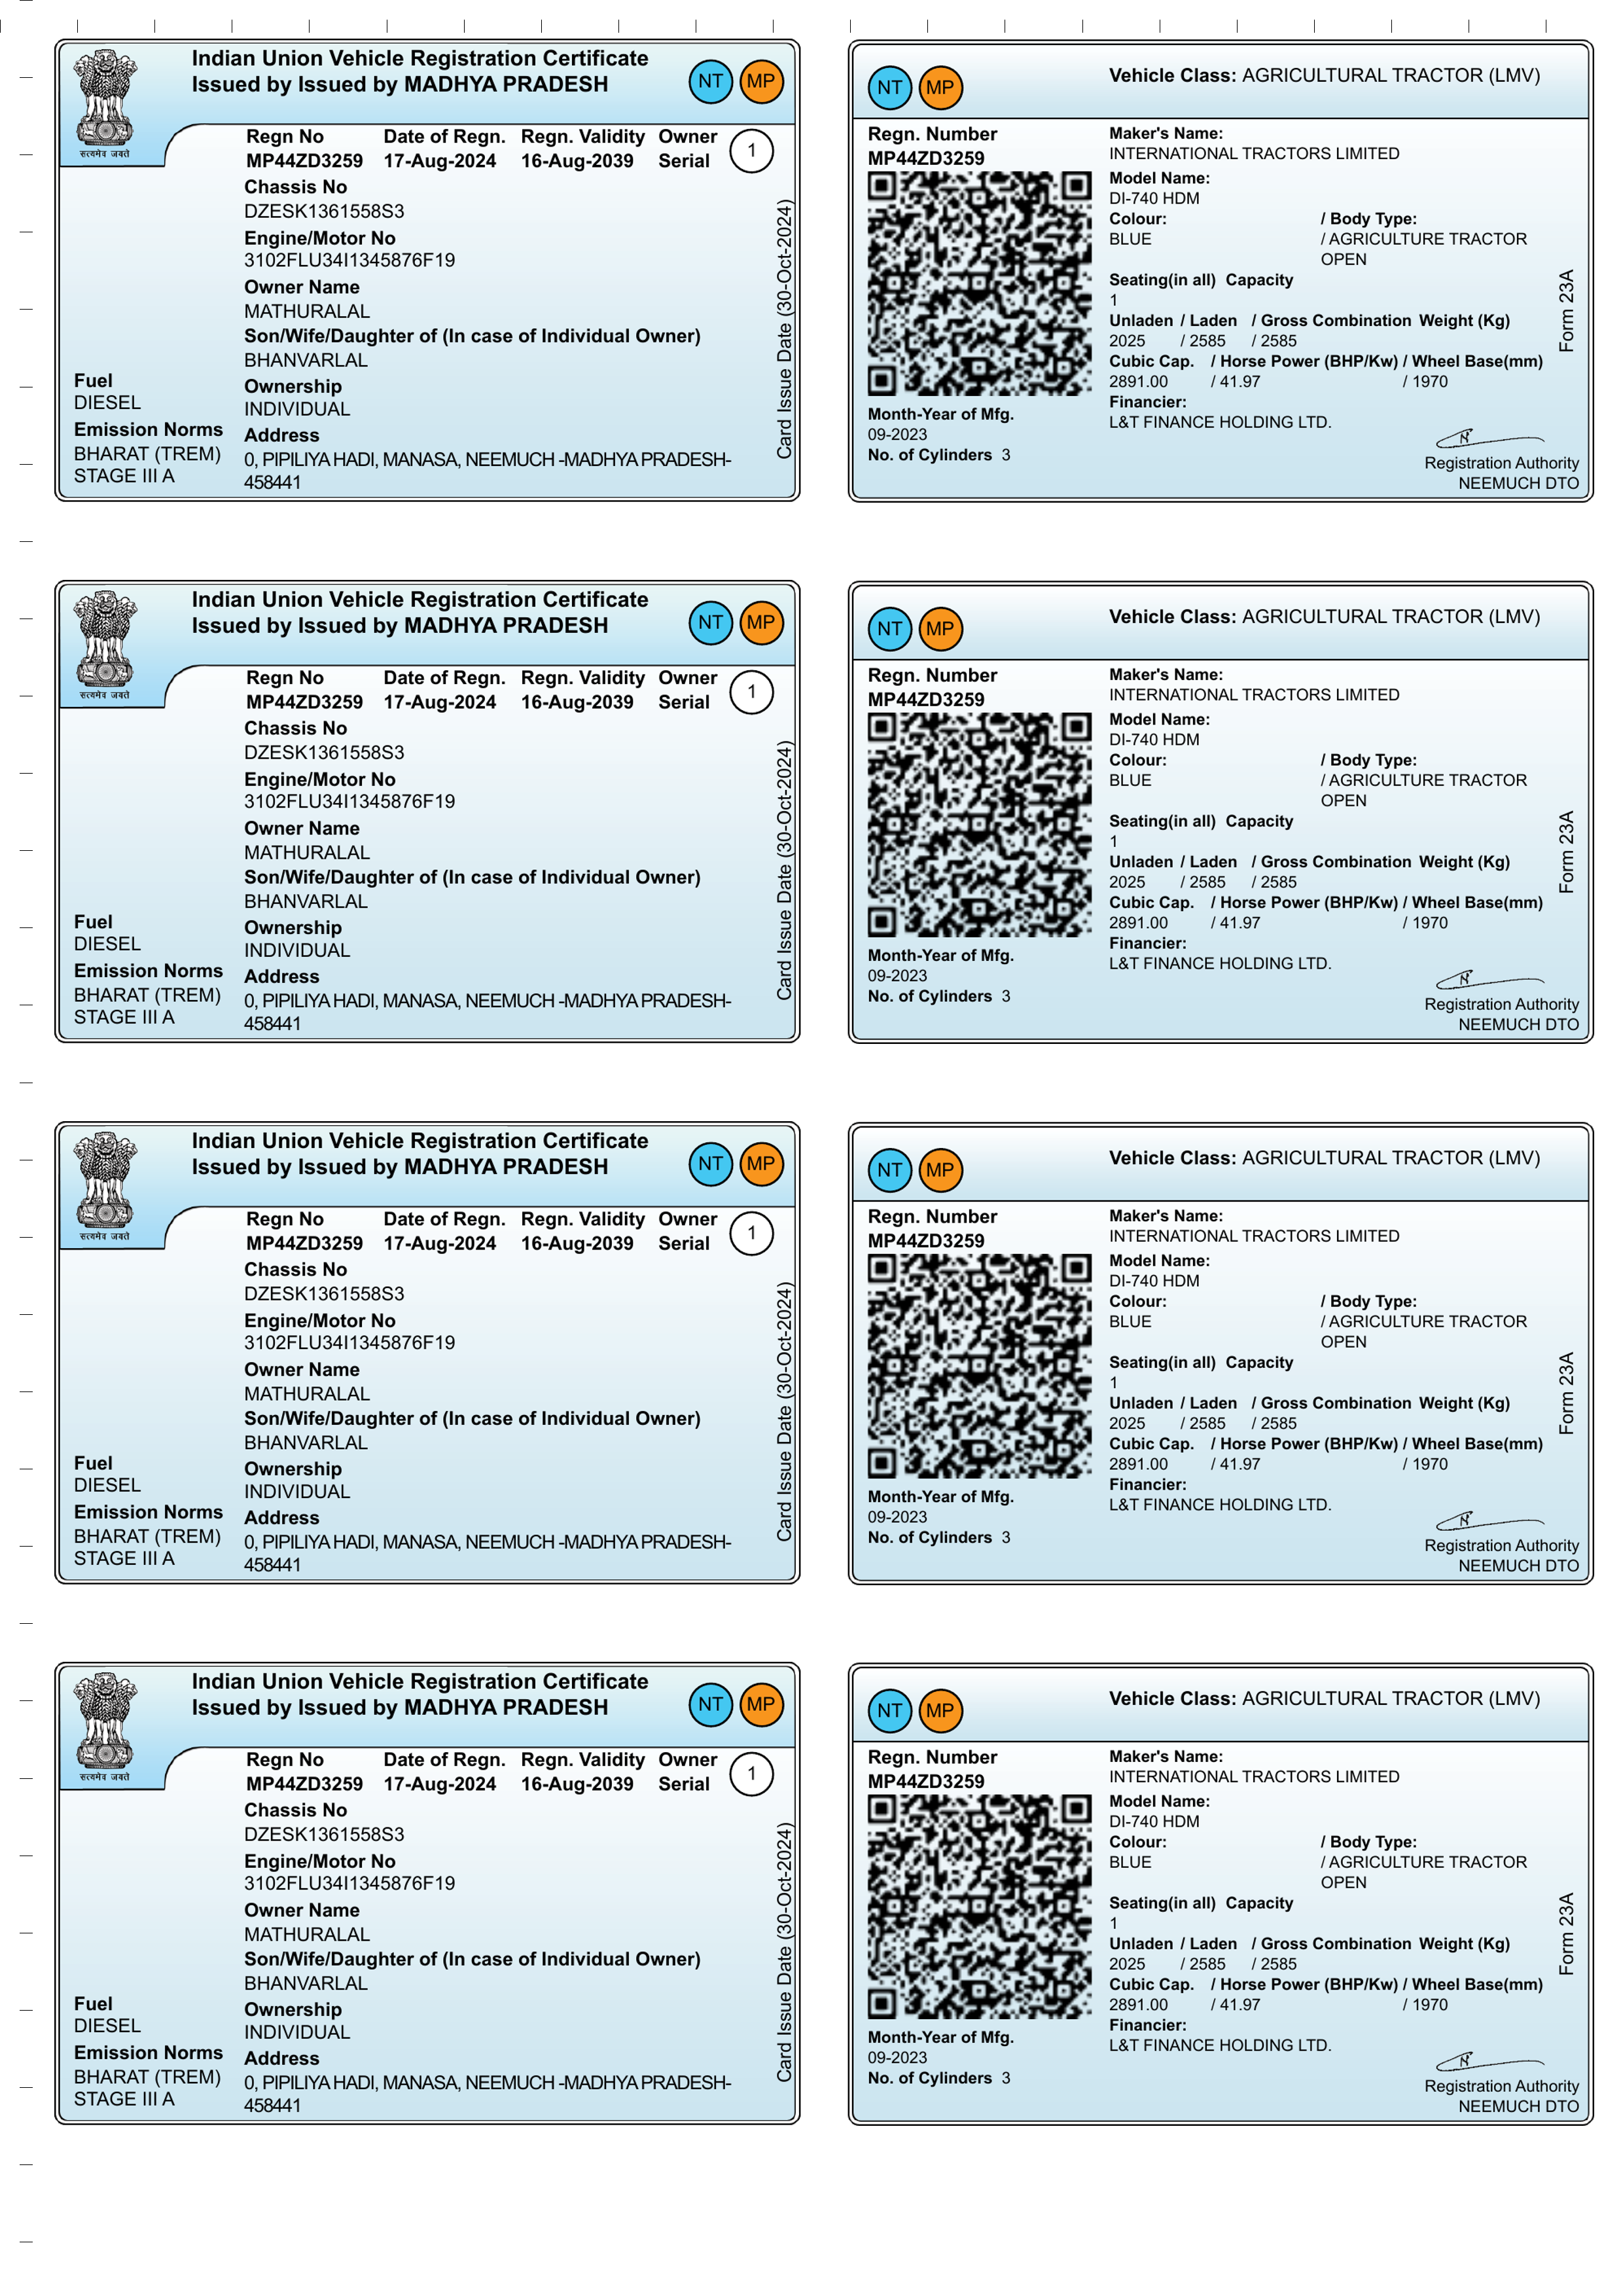 Indian Union Vehicle Registration Certificate
Issued by Issued by MADHYA PRADESH
NT MP
सत्यमेव जयते
Regn No Date of Regn. Regn. Validity Owner
MP44ZD3259 17-Aug-2024 16-Aug-2039 Serial 1
Chassis No
DZESK1361558S3
Engine/Motor No
3102FLU34I1345876F19
Owner Name
MATHURALAL
Son/Wife/Daughter of (In case of Individual Owner)
BHANVARLAL
Fuel
DIESEL
Ownership
INDIVIDUAL
Emission Norms
BHARAT (TREM)
STAGE III A
Address
0, PIPILIYA HADI, MANASA, NEEMUCH -MADHYA PRADESH-
458441
Card Issue Date (30-Oct-2024)
NT MP
Vehicle Class: AGRICULTURAL TRACTOR (LMV)
Regn. Number
MP44ZD3259
Month-Year of Mfg.
09-2023
No. of Cylinders 3
Maker's Name:
INTERNATIONAL TRACTORS LIMITED
Model Name:
DI-740 HDM
Colour: / Body Type:
BLUE / AGRICULTURE TRACTOR
OPEN
Seating(in all) Capacity
1
Unladen / Laden / Gross Combination Weight (Kg)
2025 / 2585 / 2585
Cubic Cap. / Horse Power (BHP/Kw) / Wheel Base(mm)
2891.00 / 41.97 / 1970
Financier:
L&T FINANCE HOLDING LTD.
Form 23A
Registration Authority
NEEMUCH DTO
Indian Union Vehicle Registration Certificate
Issued by Issued by MADHYA PRADESH
NT MP
सत्यमेव जयते
Regn No Date of Regn. Regn. Validity Owner
MP44ZD3259 17-Aug-2024 16-Aug-2039 Serial 1
Chassis No
DZESK1361558S3
Engine/Motor No
3102FLU34I1345876F19
Owner Name
MATHURALAL
Son/Wife/Daughter of (In case of Individual Owner)
BHANVARLAL
Fuel
DIESEL
Ownership
INDIVIDUAL
Emission Norms
BHARAT (TREM)
STAGE III A
Address
0, PIPILIYA HADI, MANASA, NEEMUCH -MADHYA PRADESH-
458441
Card Issue Date (30-Oct-2024)
NT MP
Vehicle Class: AGRICULTURAL TRACTOR (LMV)
Regn. Number
MP44ZD3259
Month-Year of Mfg.
09-2023
No. of Cylinders 3
Maker's Name:
INTERNATIONAL TRACTORS LIMITED
Model Name:
DI-740 HDM
Colour: / Body Type:
BLUE / AGRICULTURE TRACTOR
OPEN
Seating(in all) Capacity
1
Unladen / Laden / Gross Combination Weight (Kg)
2025 / 2585 / 2585
Cubic Cap. / Horse Power (BHP/Kw) / Wheel Base(mm)
2891.00 / 41.97 / 1970
Financier:
L&T FINANCE HOLDING LTD.
Form 23A
Registration Authority
NEEMUCH DTO
Indian Union Vehicle Registration Certificate
Issued by Issued by MADHYA PRADESH
NT MP
सत्यमेव जयते
Regn No Date of Regn. Regn. Validity Owner
MP44ZD3259 17-Aug-2024 16-Aug-2039 Serial 1
Chassis No
DZESK1361558S3
Engine/Motor No
3102FLU34I1345876F19
Owner Name
MATHURALAL
Son/Wife/Daughter of (In case of Individual Owner)
BHANVARLAL
Fuel
DIESEL
Ownership
INDIVIDUAL
Emission Norms
BHARAT (TREM)
STAGE III A
Address
0, PIPILIYA HADI, MANASA, NEEMUCH -MADHYA PRADESH-
458441
Card Issue Date (30-Oct-2024)
NT MP
Vehicle Class: AGRICULTURAL TRACTOR (LMV)
Regn. Number
MP44ZD3259
Month-Year of Mfg.
09-2023
No. of Cylinders 3
Maker's Name:
INTERNATIONAL TRACTORS LIMITED
Model Name:
DI-740 HDM
Colour: / Body Type:
BLUE / AGRICULTURE TRACTOR
OPEN
Seating(in all) Capacity
1
Unladen / Laden / Gross Combination Weight (Kg)
2025 / 2585 / 2585
Cubic Cap. / Horse Power (BHP/Kw) / Wheel Base(mm)
2891.00 / 41.97 / 1970
Financier:
L&T FINANCE HOLDING LTD.
Form 23A
Registration Authority
NEEMUCH DTO
Indian Union Vehicle Registration Certificate
Issued by Issued by MADHYA PRADESH
NT MP
सत्यमेव जयते
Regn No Date of Regn. Regn. Validity Owner
MP44ZD3259 17-Aug-2024 16-Aug-2039 Serial 1
Chassis No
DZESK1361558S3
Engine/Motor No
3102FLU34I1345876F19
Owner Name
MATHURALAL
Son/Wife/Daughter of (In case of Individual Owner)
BHANVARLAL
Fuel
DIESEL
Ownership
INDIVIDUAL
Emission Norms
BHARAT (TREM)
STAGE III A
Address
0, PIPILIYA HADI, MANASA, NEEMUCH -MADHYA PRADESH-
458441
Card Issue Date (30-Oct-2024)
NT MP
Vehicle Class: AGRICULTURAL TRACTOR (LMV)
Regn. Number
MP44ZD3259
Month-Year of Mfg.
09-2023
No. of Cylinders 3
Maker's Name:
INTERNATIONAL TRACTORS LIMITED
Model Name:
DI-740 HDM
Colour: / Body Type:
BLUE / AGRICULTURE TRACTOR
OPEN
Seating(in all) Capacity
1
Unladen / Laden / Gross Combination Weight (Kg)
2025 / 2585 / 2585
Cubic Cap. / Horse Power (BHP/Kw) / Wheel Base(mm)
2891.00 / 41.97 / 1970
Financier:
L&T FINANCE HOLDING LTD.
Form 23A
Registration Authority
NEEMUCH DTO